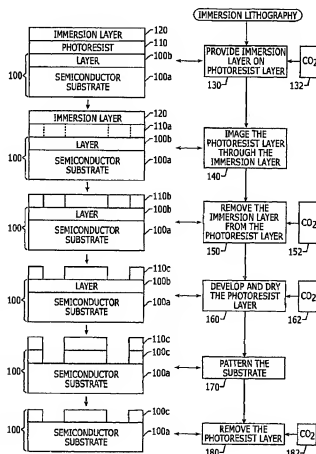 IMMERSION LITHOGRAPHY
IMMERSION LAYER
120
PHOTORESIST
110
LAYER
100b
100
SEMICONDUCTOR
SUBSTRATE
100a
PROVIDE IMMERSION
LAYER ON
PHOTORESIST LAYER
CO2
130
132
IMMERSION LAYER
120
110a
100b
LAYER
100
SEMICONDUCTOR
SUBSTRATE
100a
IMAGE THE
PHOTORESIST LAYER
THROUGH THE
IMMERSION LAYER
140
110b
LAYER
100b
100
SEMICONDUCTOR
SUBSTRATE
100a
REMOVE THE
IMMERSION LAYER
FROM THE
PHOTORESIST LAYER
CO2
150
152
110c
LAYER
100b
100
SEMICONDUCTOR
SUBSTRATE
100a
DEVELOP AND DRY
THE PHOTORESIST
LAYER
CO2
160
162
110c
100c
100
SEMICONDUCTOR
SUBSTRATE
100a
PATTERN THE
SUBSTRATE
170
100c
100
SEMICONDUCTOR
SUBSTRATE
100a
REMOVE THE
PHOTORESIST LAYER
CO2
180
182